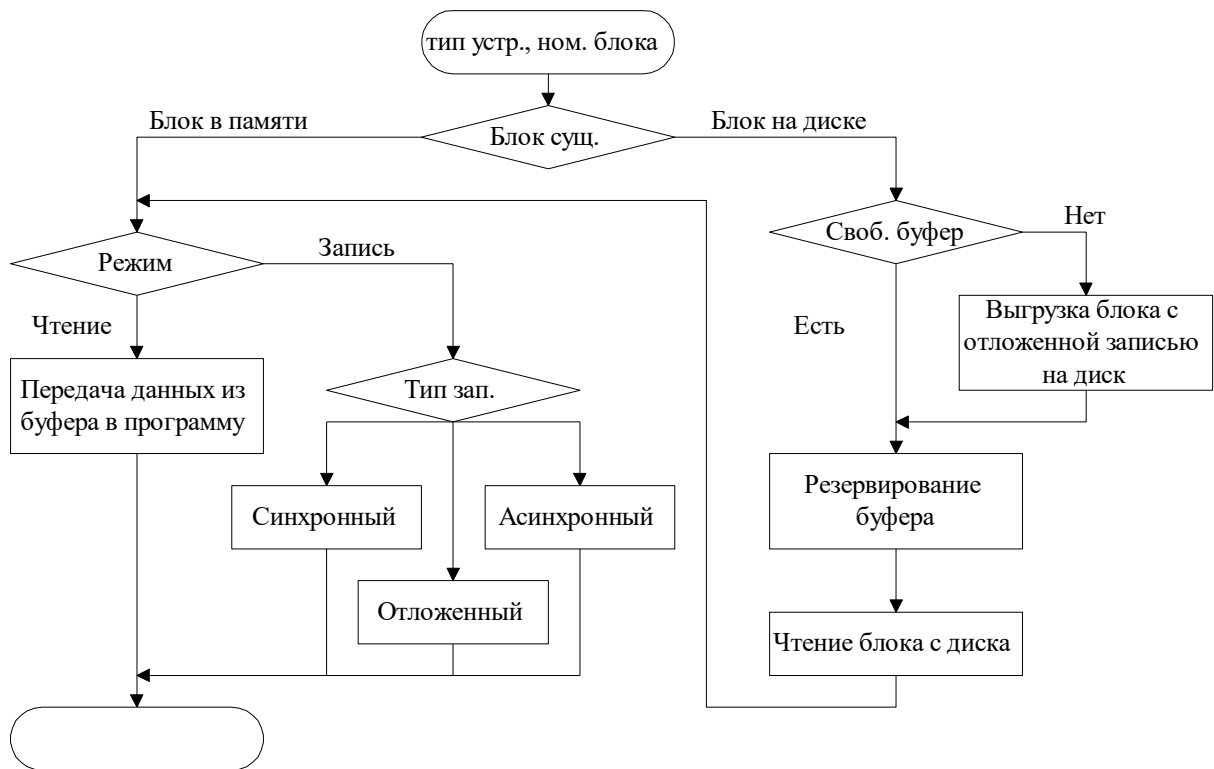 тип устр., ном. блока
Блок в памяти
Блок сущ.
Блок на диске
Своб. буфер
Нет
Режим
Запись
Чтение
Есть
Выгрузка блока с
отложенной записью
на диск
Передача данных из
буфера в программу
Тип зап.
Синхронный
Асинхронный
Резервирование
буфера
Отложенный
Чтение блока с диска